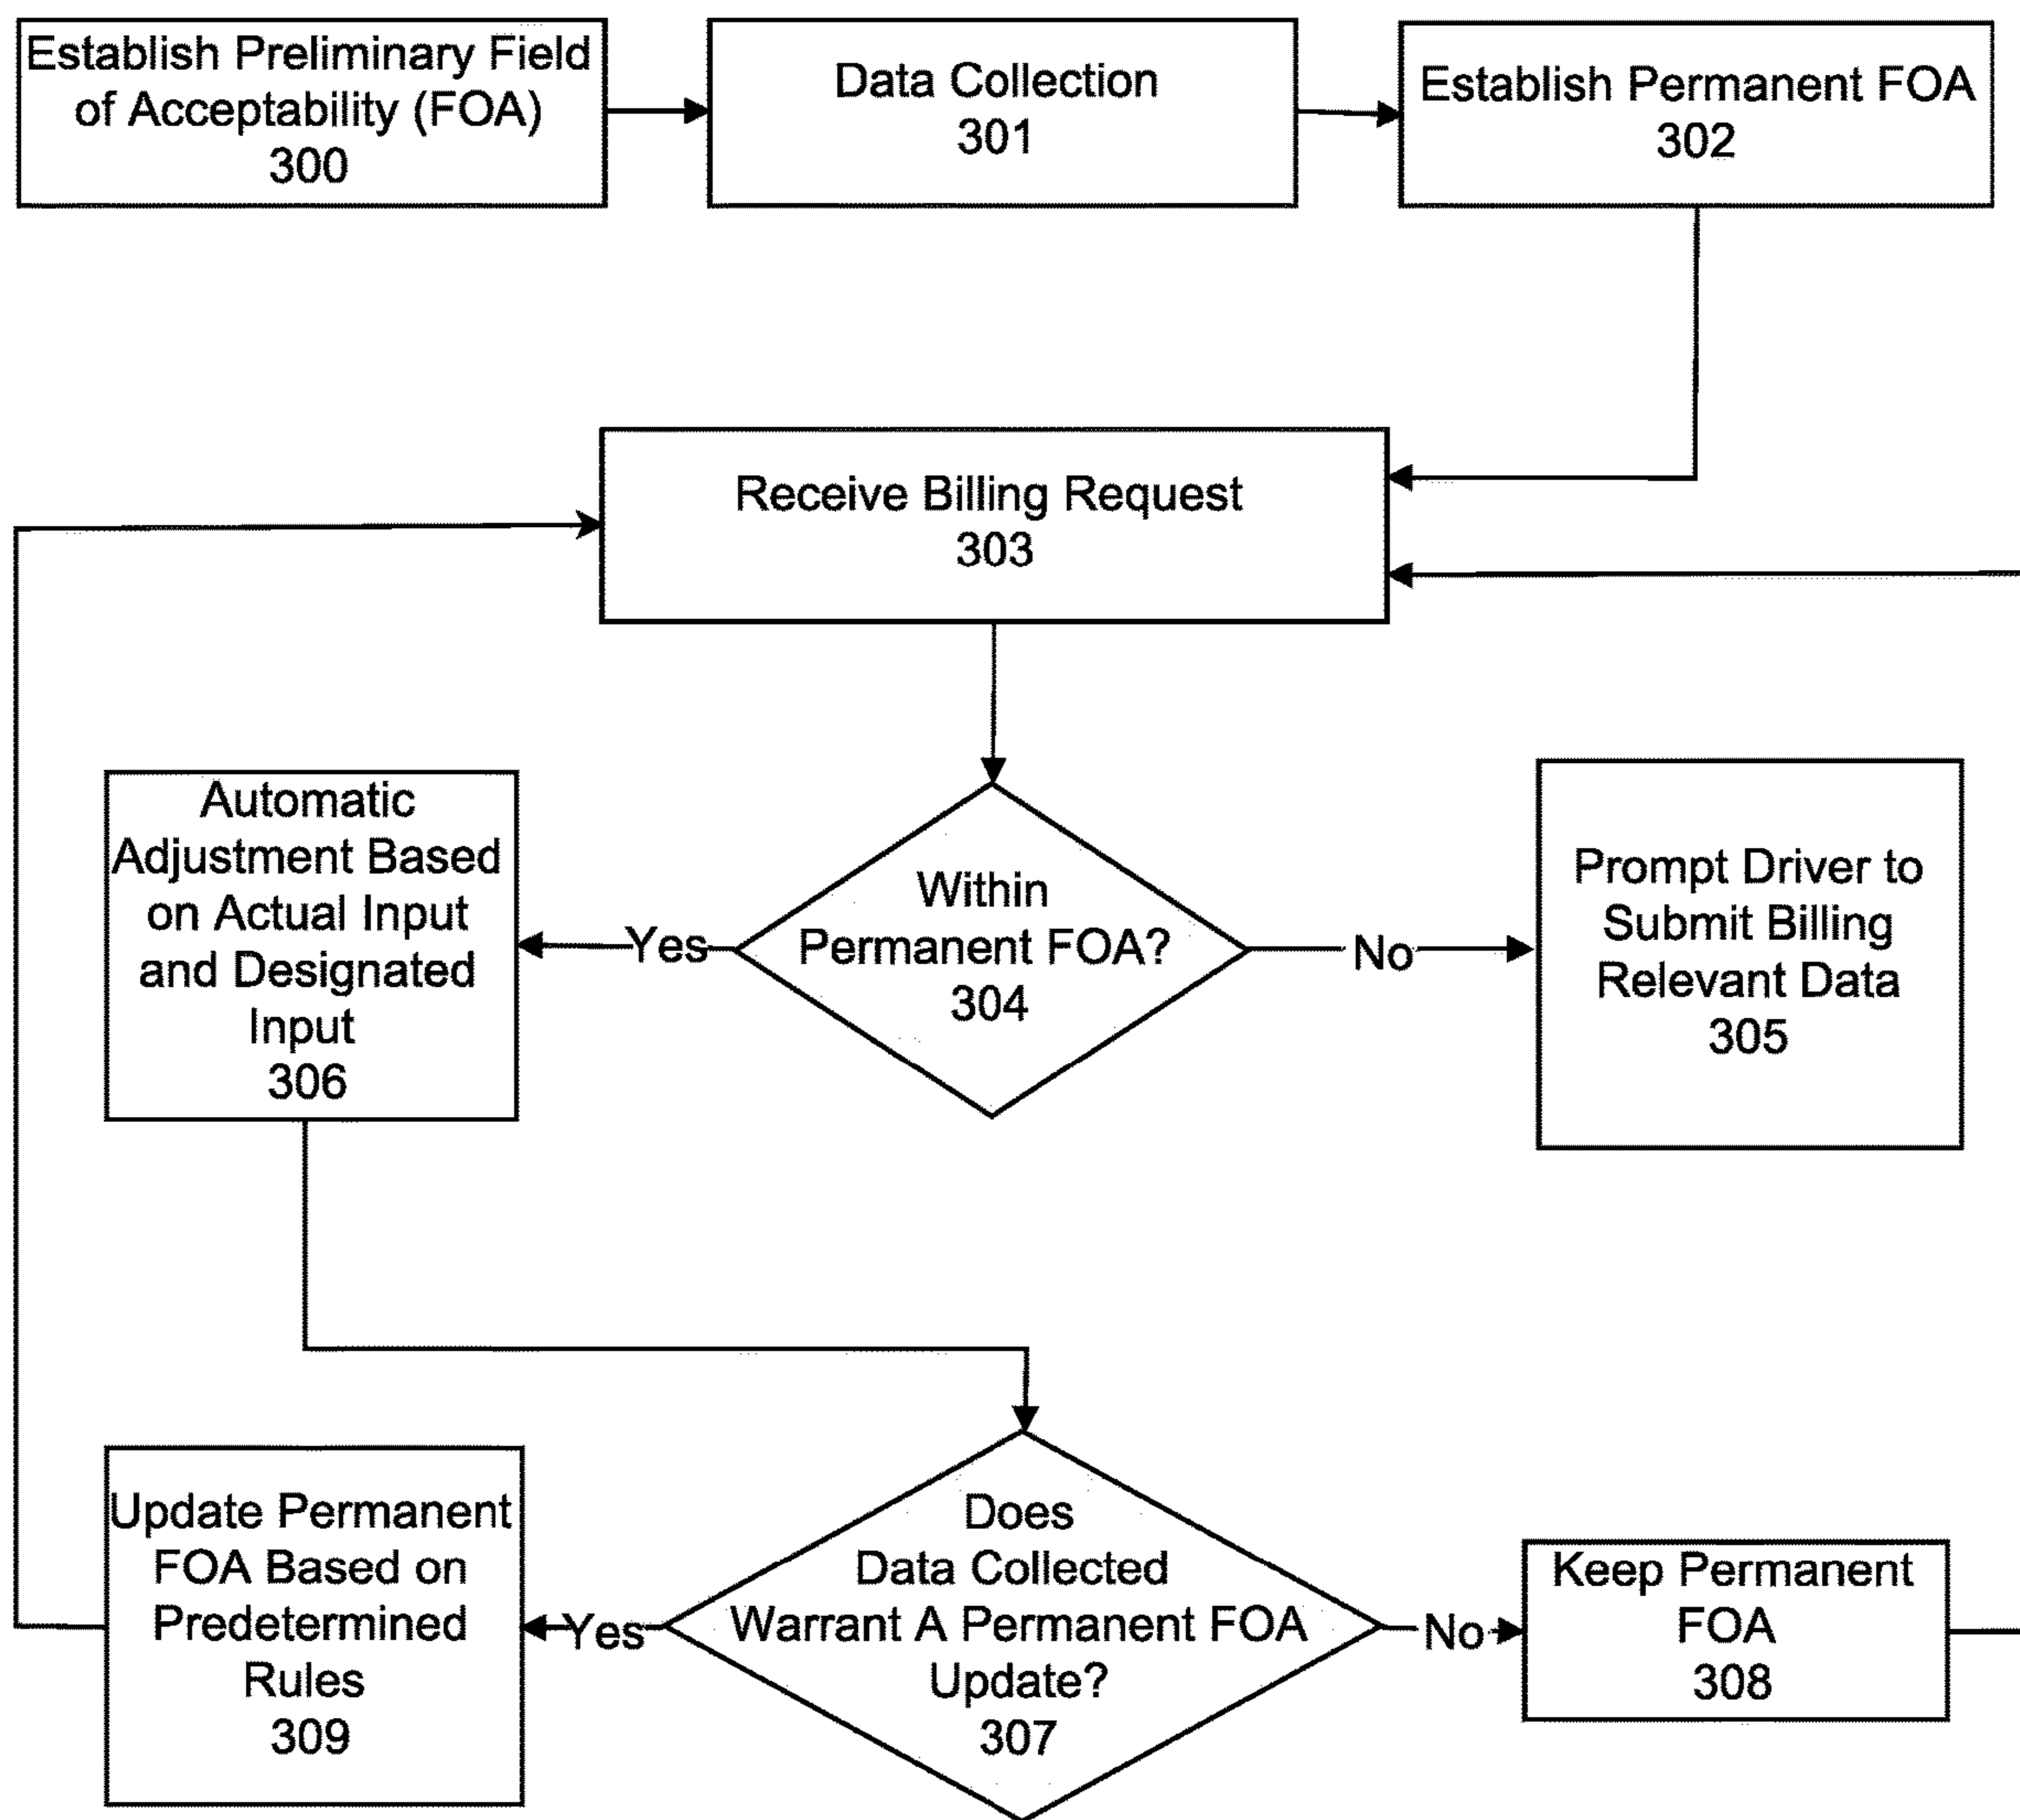 Establish Preliminary Field
of Acceptability (FOA)
300
Data Collection
301
Establish Permanent FOA
302
Receive Billing Request
303
Automatic
Adjustment Based
on Actual Input
and Designated
Input
306
Yes
Within
Permanent FOA?
304
No
Prompt Driver to
Submit Billing
Relevant Data
305
Update Permanent
FOA Based on
Predetermined
Rules
309
Yes
Does
Data Collected
Warrant A Permanent FOA
Update?
307
No
Keep Permanent
FOA
308